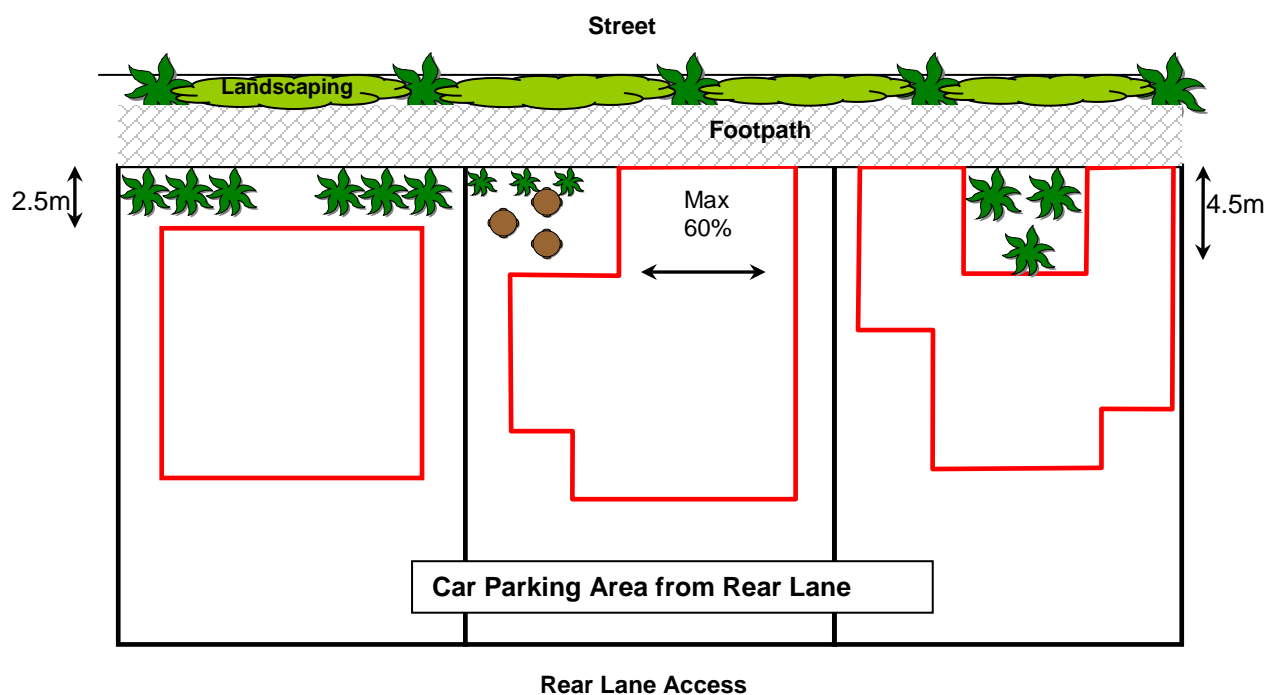 Street
Landscaping
Footpath
2.5m
Max
60%
4.5m
Car Parking Area from Rear Lane
Rear Lane Access